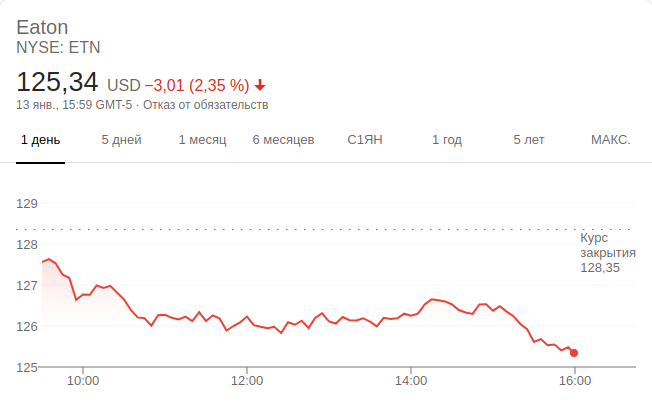 Eaton
NYSE: ETN
125,34 USD −3,01 (2,35 %)
13 янв., 15:59 GMT-5 · Отказ от обязательств
1 день 5 дней 1 месяц 6 месяцев С1ЯН 1 год 5 лет МАКС.
129
128
127
126
125
Курс
закрытия
128,35
10:00 12:00 14:00 16:00